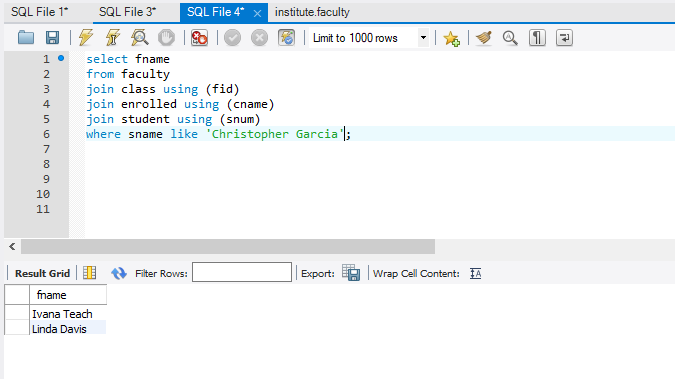 SQL File 1* SQL File 3* SQL File 4* × institute.faculty
Limit to 1000 rows
1 select fname
2 from faculty
3 join class using (fid)
4 join enrolled using (cname)
5 join student using (snum)
6 where sname like 'Christopher Garcia';
7
8
9
10
11
Result Grid Filter Rows: Export: Wrap Cell Content: IA
fname
Ivana Teach
Linda Davis